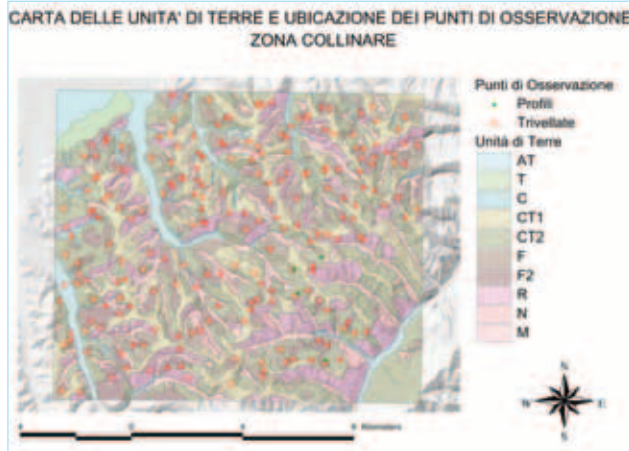 CARTA DELLE UNITA' DI TERRE E UBICAZIONE DEI PUNTI DI OSSERVAZIONE
ZONA COLLINARE
Punti di Osservazione
Profili
Trivellate
Unità di Terre
AT
T
C
CT1
CT2
F
F2
R
N
M
N
W E
S
Kilometers